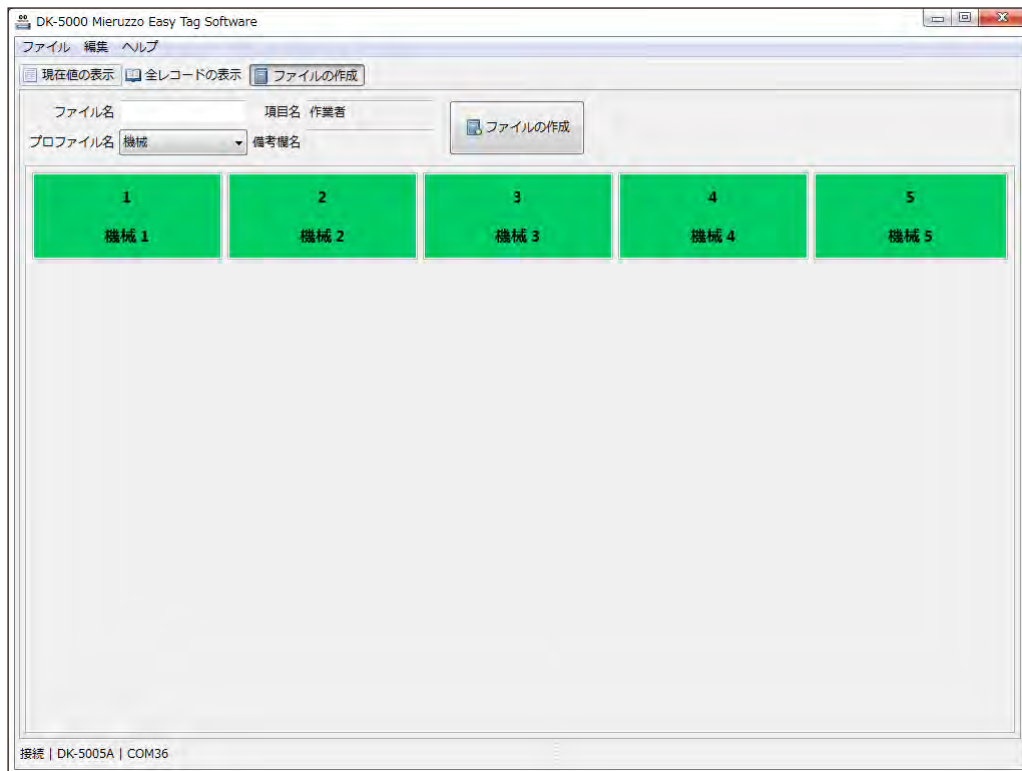 DK-5000 Mieruzzo Easy Tag Software
ファイル 編集 ヘルプ
現在値の表示 全レコードの表示 ファイルの作成
ファイル名 項目名 作業者
プロファイル名 機械 備考欄名
ファイルの作成
1 2 3 4 5
機械 1 機械 2 機械 3 機械 4 機械 5
接続 | DK-5005A | COM36